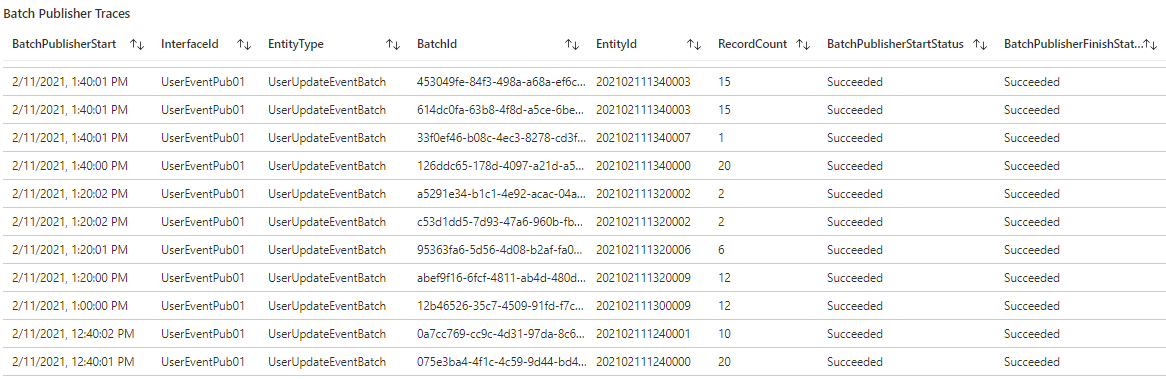 Batch Publisher Traces
BatchPublisherStart InterfaceId EntityType BatchId EntityId RecordCount BatchPublisherStartStatus BatchPublisherFinishStat...
2/11/2021, 1:40:01 PM UserEventPub01 UserUpdateEventBatch 453049fe-84f3-498a-a68a-ef6c... 202102111340003 15 Succeeded Succeeded
2/11/2021, 1:40:01 PM UserEventPub01 UserUpdateEventBatch 614dc0fa-63b8-4f8d-a5ce-6be... 202102111340003 15 Succeeded Succeeded
2/11/2021, 1:40:01 PM UserEventPub01 UserUpdateEventBatch 33f0ef46-b08c-4ec3-8278-cd3f... 202102111340007 1 Succeeded Succeeded
2/11/2021, 1:40:00 PM UserEventPub01 UserUpdateEventBatch 126ddc65-178d-4097-a21d-a5... 202102111340000 20 Succeeded Succeeded
2/11/2021, 1:20:02 PM UserEventPub01 UserUpdateEventBatch a5291e34-b1c1-4e92-acac-04a... 202102111320002 2 Succeeded Succeeded
2/11/2021, 1:20:02 PM UserEventPub01 UserUpdateEventBatch c53d1dd5-7d93-47a6-960b-fb... 202102111320002 2 Succeeded Succeeded
2/11/2021, 1:20:01 PM UserEventPub01 UserUpdateEventBatch 95363fa6-5d56-4d08-b2af-fa0... 202102111320006 6 Succeeded Succeeded
2/11/2021, 1:20:00 PM UserEventPub01 UserUpdateEventBatch abef9f16-6fcf-4811-ab4d-480d... 202102111320009 12 Succeeded Succeeded
2/11/2021, 1:00:00 PM UserEventPub01 UserUpdateEventBatch 12b46526-35c7-4509-91fd-f7c... 202102111300009 12 Succeeded Succeeded
2/11/2021, 12:40:02 PM UserEventPub01 UserUpdateEventBatch 0a7cc769-cc9c-4d31-97da-8c6... 202102111240001 10 Succeeded Succeeded
2/11/2021, 12:40:01 PM UserEventPub01 UserUpdateEventBatch 075e3ba4-4f1c-4c59-9d44-bd4... 202102111240000 20 Succeeded Succeeded